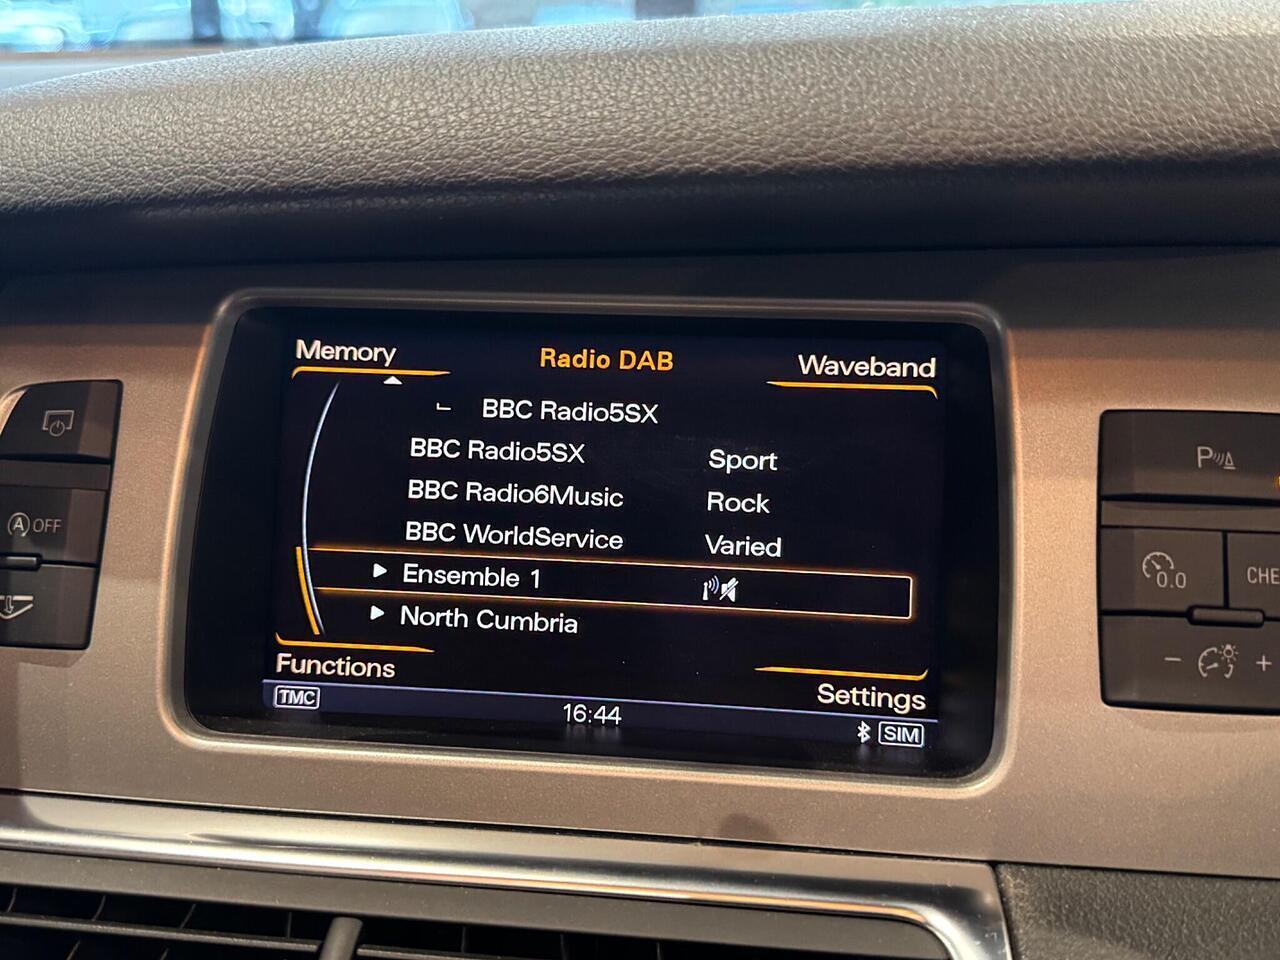 Memory Radio DAB Waveband
BBC Radio5SX
BBC Radio5SX Sport
BBC Radio6Music Rock
BBC WorldService Varied
Ensemble 1
North Cumbria
Functions Settings
TMC 16:44 SIM
A OFF
P
0.0 CHE
- +